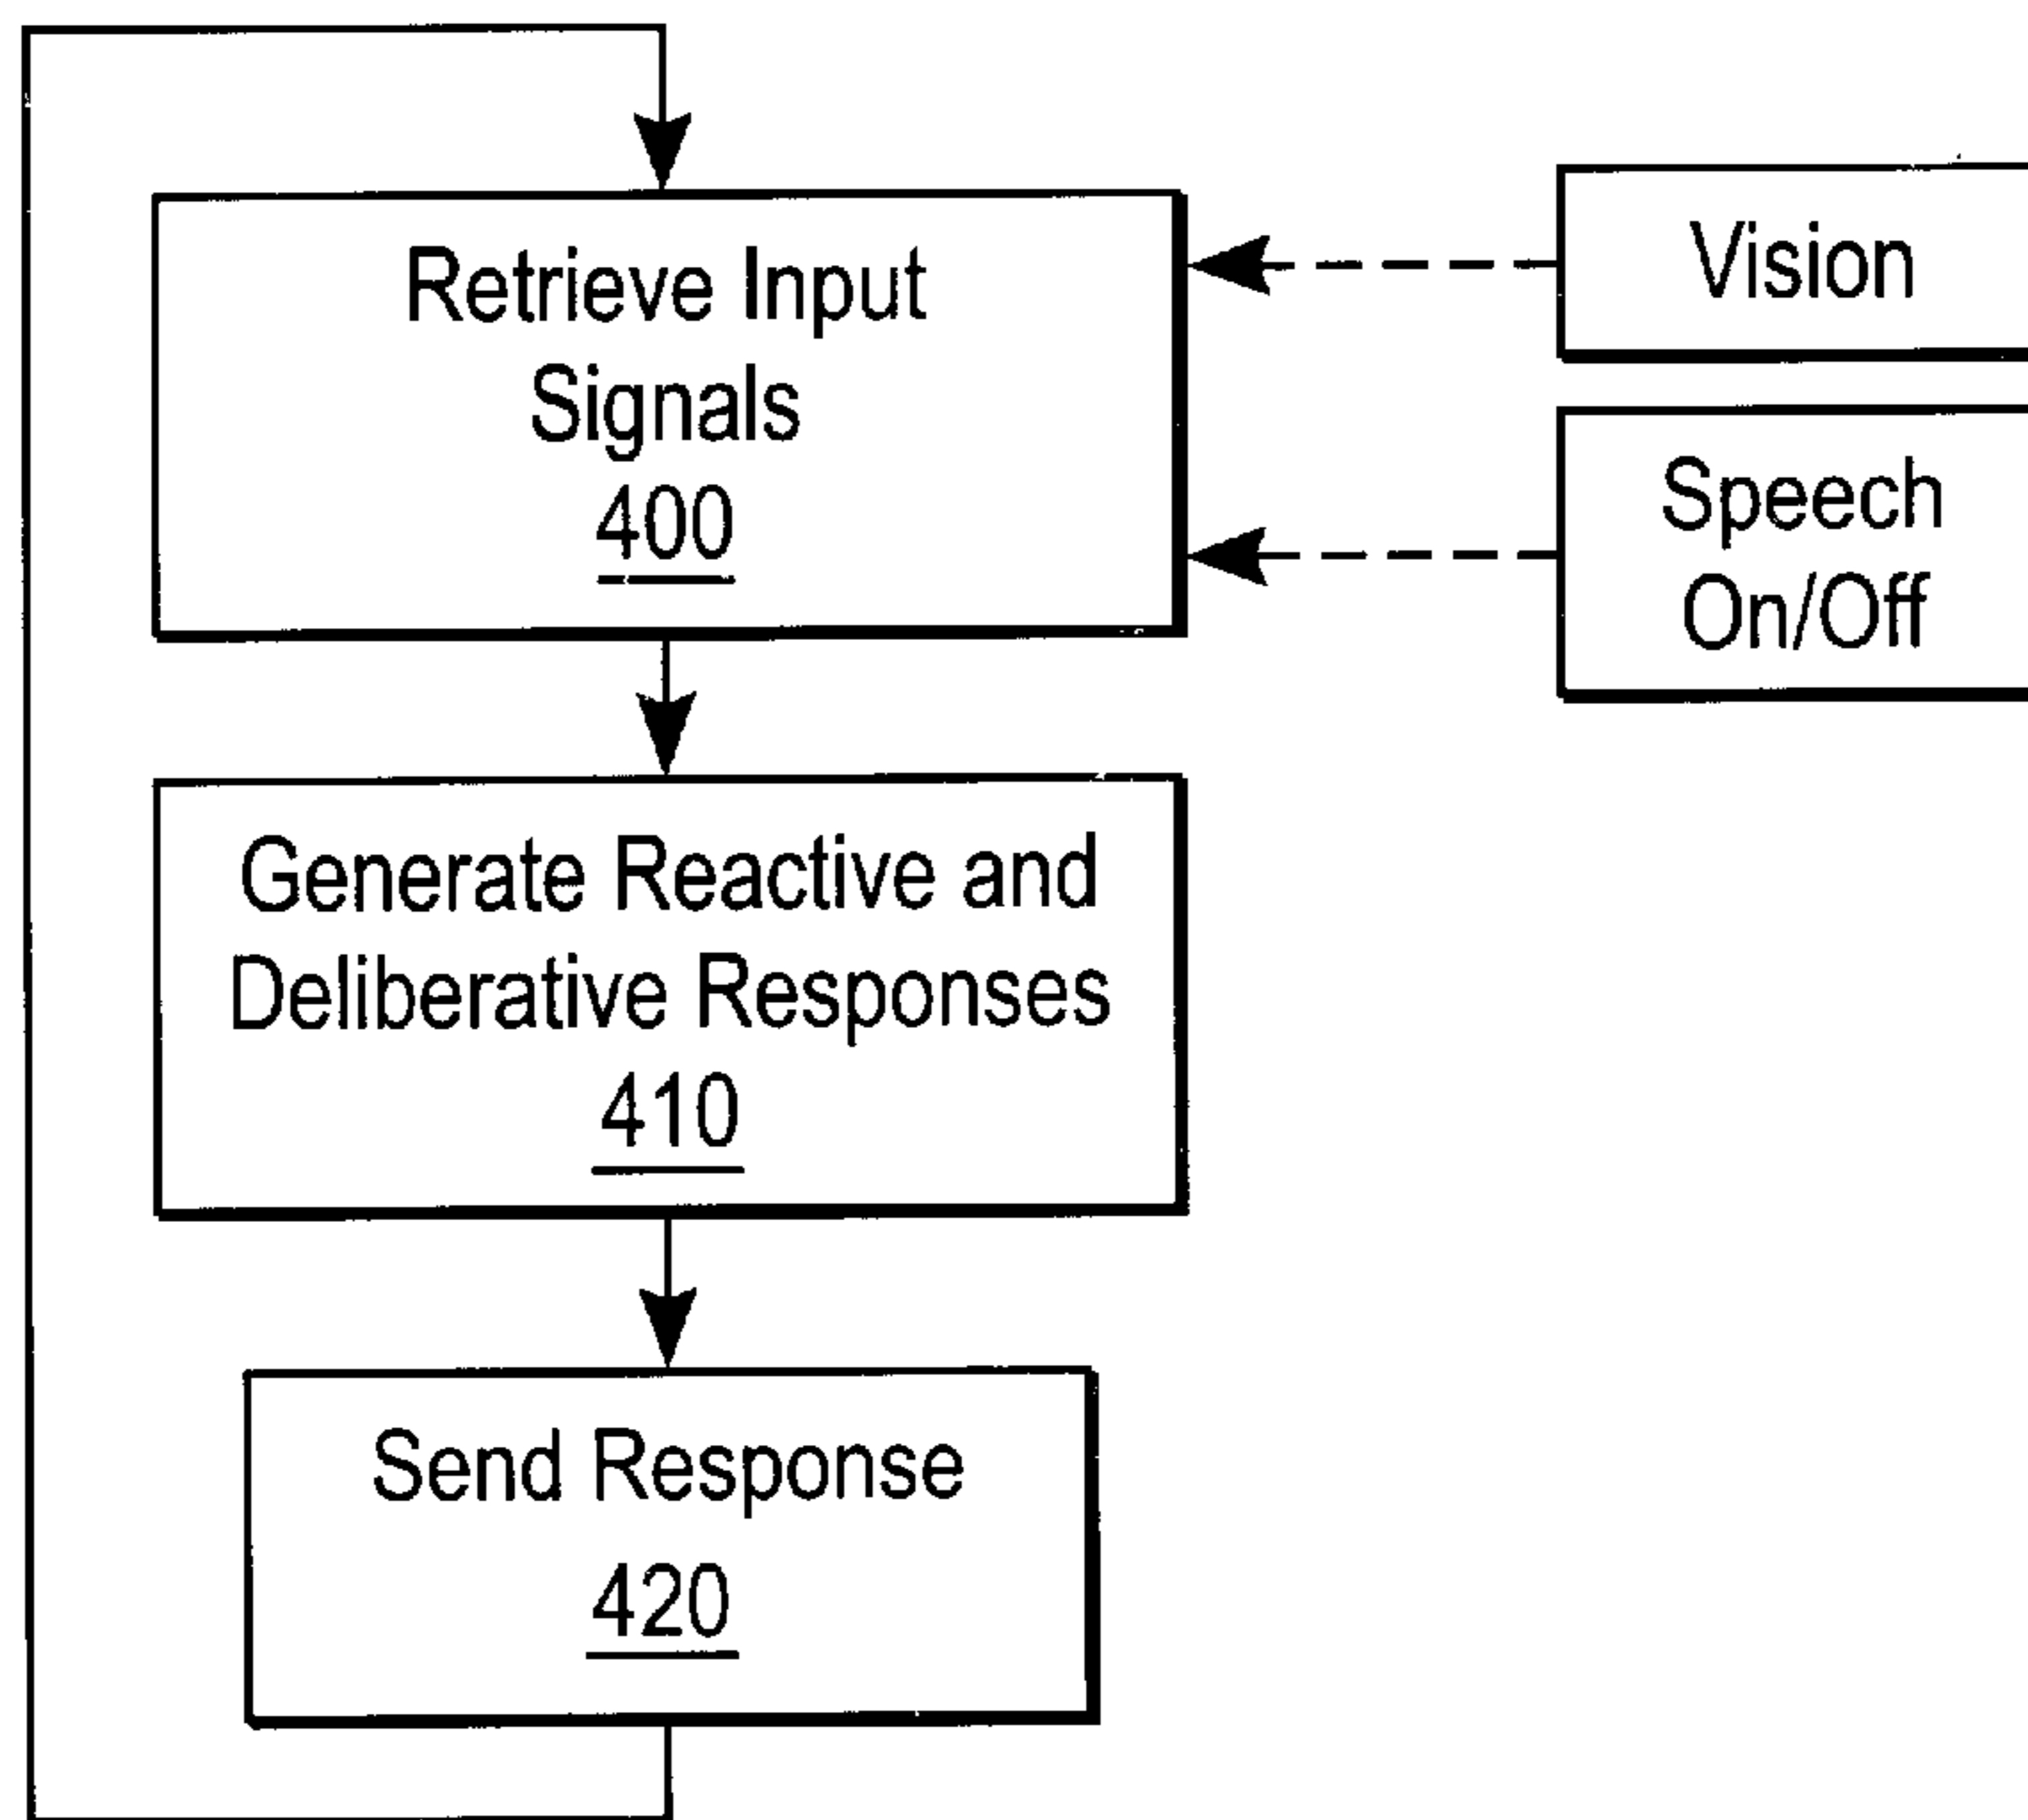 Retrieve Input
Signals
400
Vision
Speech
On/Off
Generate Reactive and
Deliberative Responses
410
Send Response
420